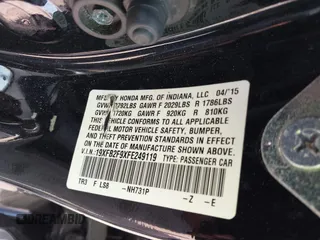 MFD. BY HONDA MFG. OF INDIANA, LLC 04/'15
GVWR 3792LBS GAWR F 2029LBS R 1786LBS
GVWR 1720KG GAWR F 920KG R 810KG
THIS VEHICLE CONFORMS TO ALL APPLICABLE
FEDERAL MOTOR VEHICLE SAFETY, BUMPER,
AND THEFT PREVENTION STANDARDS IN EFFECT
ON THE DATE OF MANUFACTURE SHOWN ABOVE.
V.I.N.: 19XFB2F9XFE249119 TYPE: PASSENGER CAR
TR3 F LS8 -NH731P -Z -E